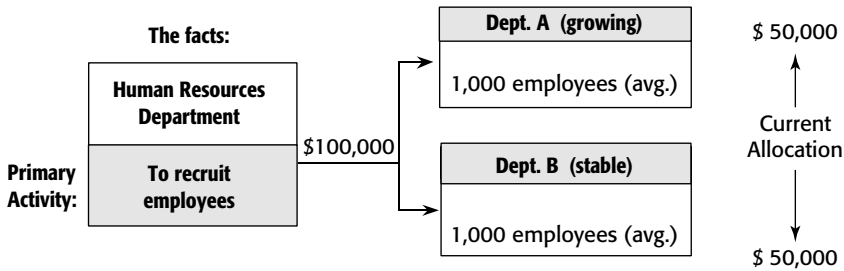 The facts:
Human Resources
Department
Primary
Activity:
To recruit
employees
$100,000
Dept. A (growing)
1,000 employees (avg.)
Dept. B (stable)
1,000 employees (avg.)
$ 50,000
Current
Allocation
$ 50,000